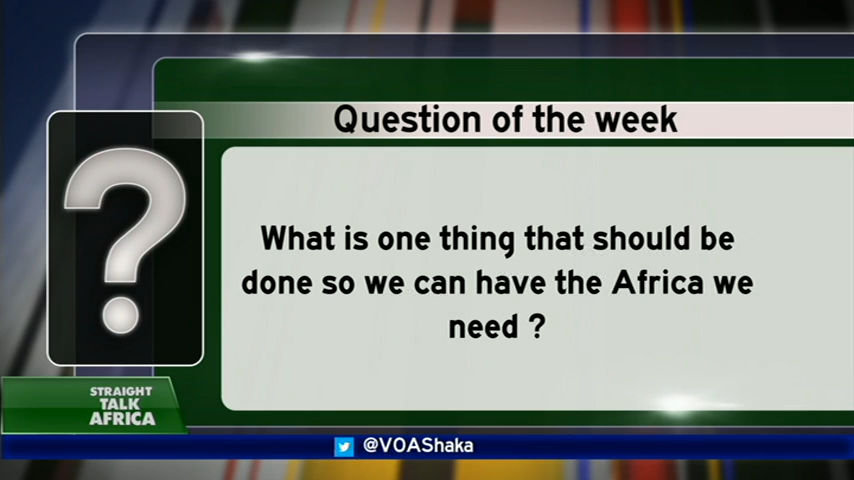 Question of the week
?
What is one thing that should be
done so we can have the Africa we
need ?
STRAIGHT
TALK
AFRICA
@VOAShaka